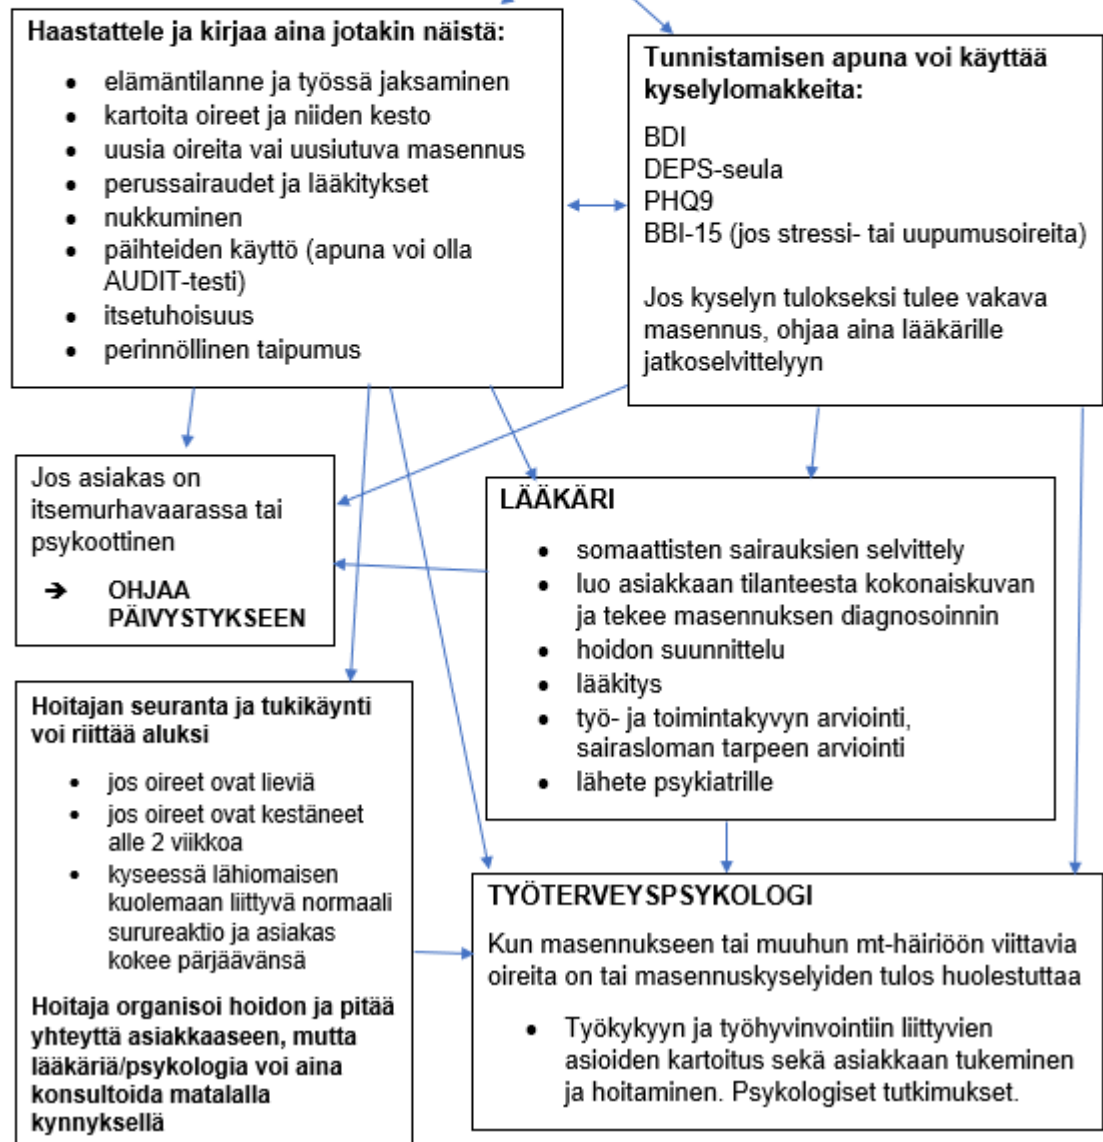 Haastattele ja kirjaa aina jotakin näistä:
• elämäntilanne ja työssä jaksaminen
• kartoita oireet ja niiden kesto
• uusia oireita vai uusiutuva masennus
• perussairaudet ja lääkitykset
• nukkuminen
• päihteiden käyttö (apuna voi olla
AUDIT-testi)
• itsetuhoisuus
• perinnöllinen taipumus
Tunnistamisen apuna voi käyttää
kyselylomakkeita:
BDI
DEPS-seula
PHQ9
BBI-15 (jos stressi- tai uupumusoireita)
Jos kyselyn tulokseksi tulee vakava
masennus, ohjaa aina lääkärille
jatkoselvittelyyn
Jos asiakas on
itsemurhavaarassa tai
psykoottinen
➔ OHJAA
PÄIVYSTYKSEEN
LÄÄKÄRI
• somaattisten sairauksien selvittely
• luo asiakkaan tilanteesta kokonaiskuvan
ja tekee masennuksen diagnosoinnin
• hoidon suunnittelu
• lääkitys
• työ- ja toimintakyvyn arviointi,
sairasloman tarpeen arviointi
• lähete psykiatrille
Hoitajan seuranta ja tukikäynti
voi riittää aluksi
• jos oireet ovat lieviä
• jos oireet ovat kestäneet
alle 2 viikkoa
• kyseessä lähiomaisen
kuolemaan liittyvä normaali
surureaktio ja asiakas
kokee pärjäävänsä
Hoitaja organisoi hoidon ja pitää
yhteyttä asiakkaaseen, mutta
lääkäriä/psykologia voi aina
konsultoida matalalla
kynnyksellä
TYÖTERVEYSPSYKOLOGI
Kun masennukseen tai muuhun mt-häiriöön viittavia
oireita on tai masennuskyselyiden tulos huolestuttaa
• Työkykyyn ja työhyvinvointiin liittyvien
asioiden kartoitus sekä asiakkaan tukeminen
ja hoitaminen. Psykologiset tutkimukset.